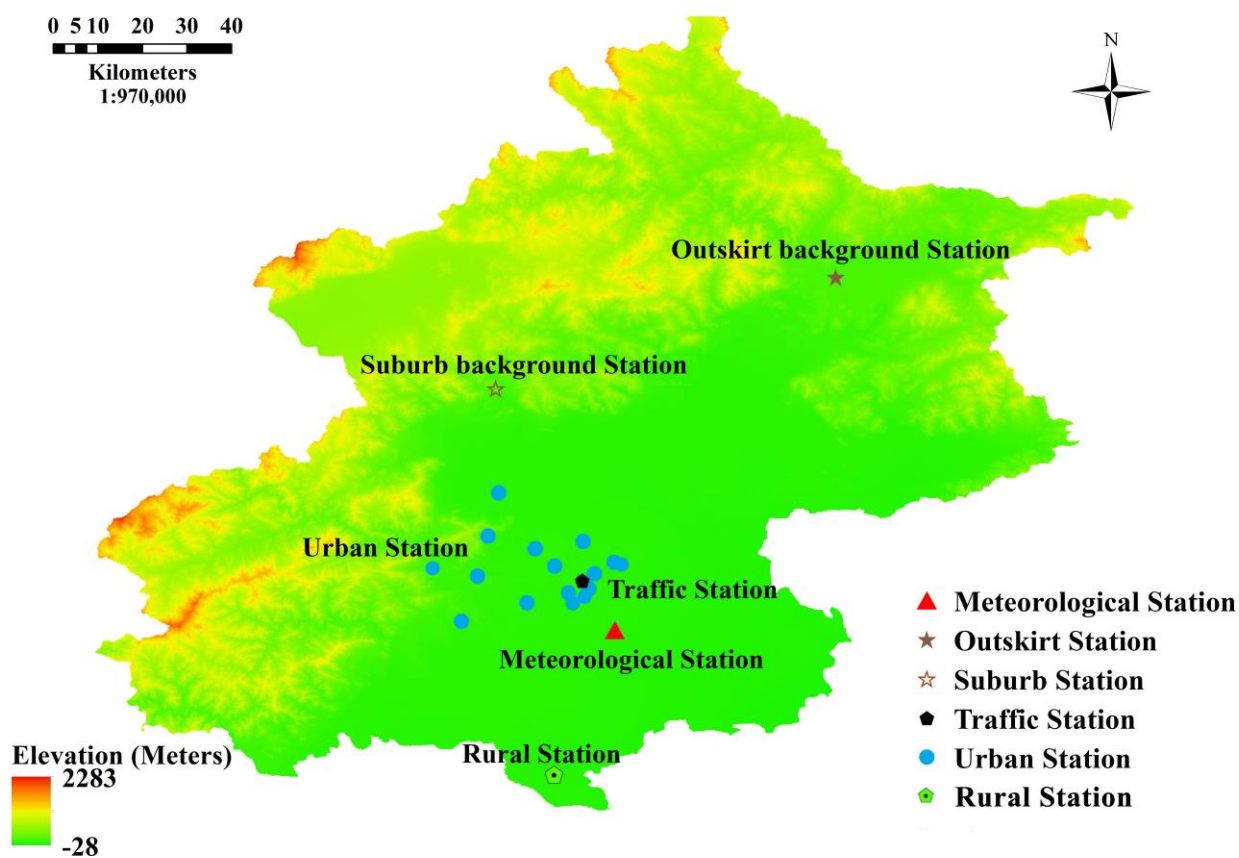 0 5 10 20 30 40
Kilometers
1:970,000
N
Outskirt background Station
Suburb background Station
Urban Station
Traffic Station
Meteorological Station
Rural Station
Meteorological Station
Outskirt Station
Suburb Station
Traffic Station
Urban Station
Rural Station
Elevation (Meters)
2283
-28